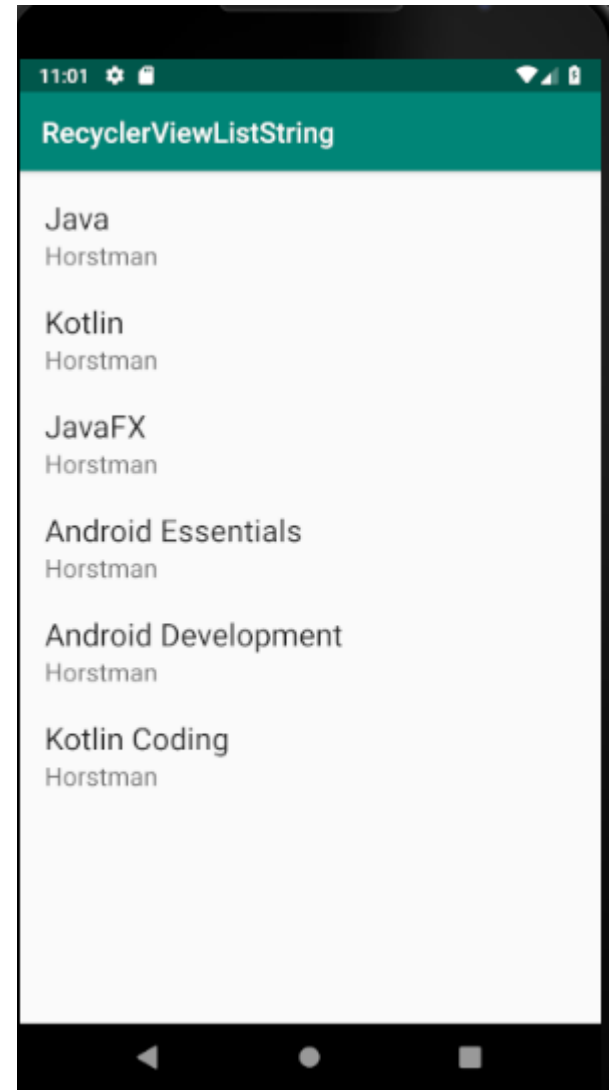 11:01
RecyclerViewListString
Java
Horstman
Kotlin
Horstman
JavaFX
Horstman
Android Essentials
Horstman
Android Development
Horstman
Kotlin Coding
Horstman